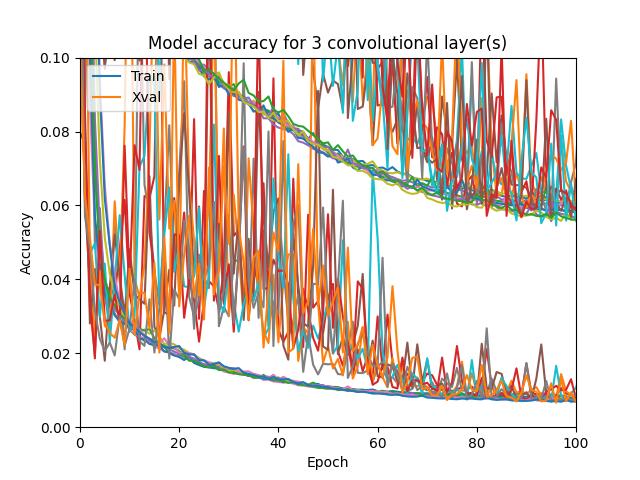 Model accuracy for 3 convolutional layer(s)
0.10
0.08
0.06
0.04
0.02
0.00
Accuracy
Train
Xval
0 20 40 60 80 100
Epoch